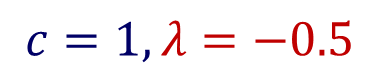 c = 1, λ = −0.5